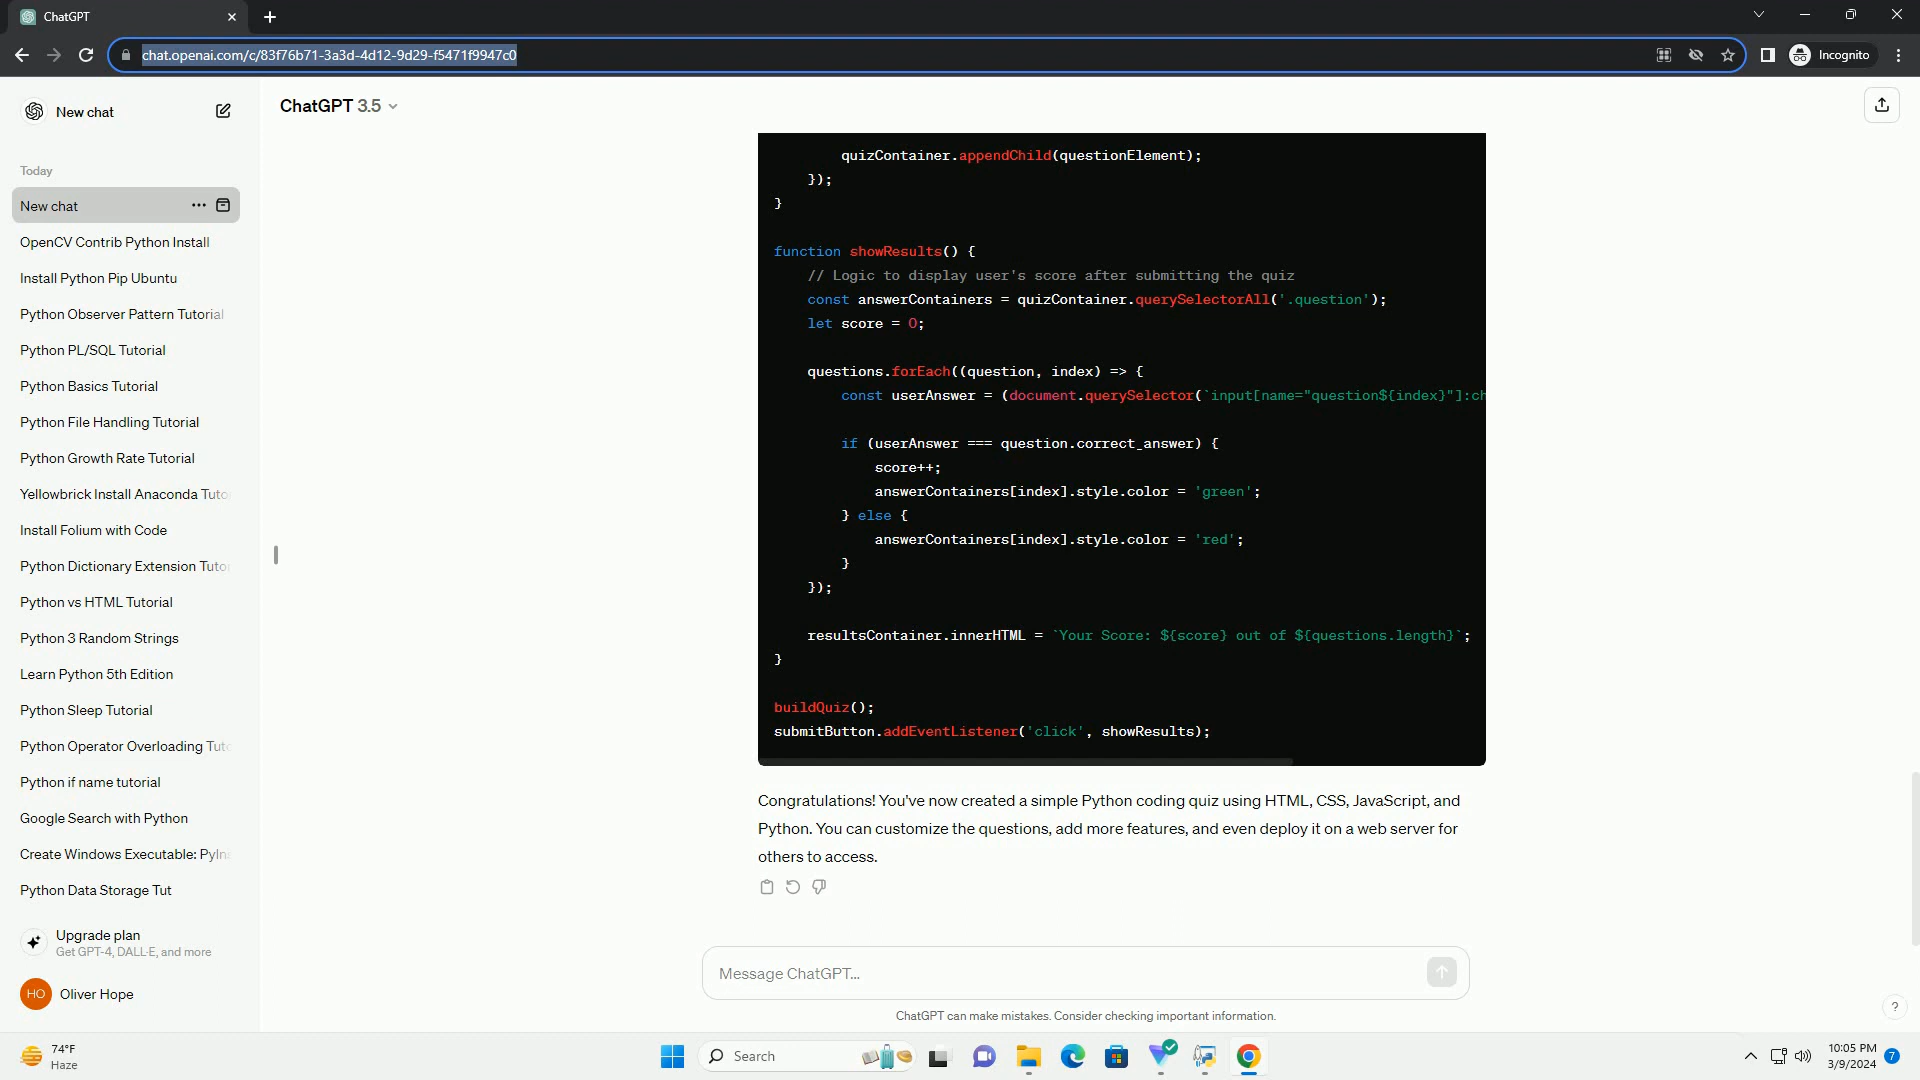 ChatGPT
chat.openai.com/c/83f76b71-3a3d-4d12-9d29-f5471f9947c0
Incognito
New chat
ChatGPT 3.5
Today
New chat
OpenCV Contrib Python Install
Install Python Pip Ubuntu
Python Observer Pattern Tutorial
Python PL/SQL Tutorial
Python Basics Tutorial
Python File Handling Tutorial
Python Growth Rate Tutorial
Yellowbrick Install Anaconda Tuto
Install Folium with Code
Python Dictionary Extension Tuto
Python vs HTML Tutorial
Python 3 Random Strings
Learn Python 5th Edition
Python Sleep Tutorial
Python Operator Overloading Tuto
Python if name tutorial
Google Search with Python
Create Windows Executable: PyIn
Python Data Storage Tut
Upgrade plan
Get GPT-4, DALL·E, and more
HO Oliver Hope
quizContainer.appendChild(questionElement);
});
}
function showResults() {
// Logic to display user's score after submitting the quiz
const answerContainers = quizContainer.querySelectorAll('.question');
let score = 0;
questions.forEach((question, index) => {
const userAnswer = (document.querySelector(`input[name="question${index}"]:ch
if (userAnswer === question.correct_answer) {
score++;
answerContainers[index].style.color = 'green';
} else {
answerContainers[index].style.color = 'red';
}
});
resultsContainer.innerHTML = `Your Score: ${score} out of ${questions.length}`;
}
buildQuiz();
submitButton.addEventListener('click', showResults);
Congratulations! You've now created a simple Python coding quiz using HTML, CSS, JavaScript, and
Python. You can customize the questions, add more features, and even deploy it on a web server for
others to access.
Message ChatGPT...
ChatGPT can make mistakes. Consider checking important information.
?
74°F
Haze
Search
10:05 PM
3/9/2024
7